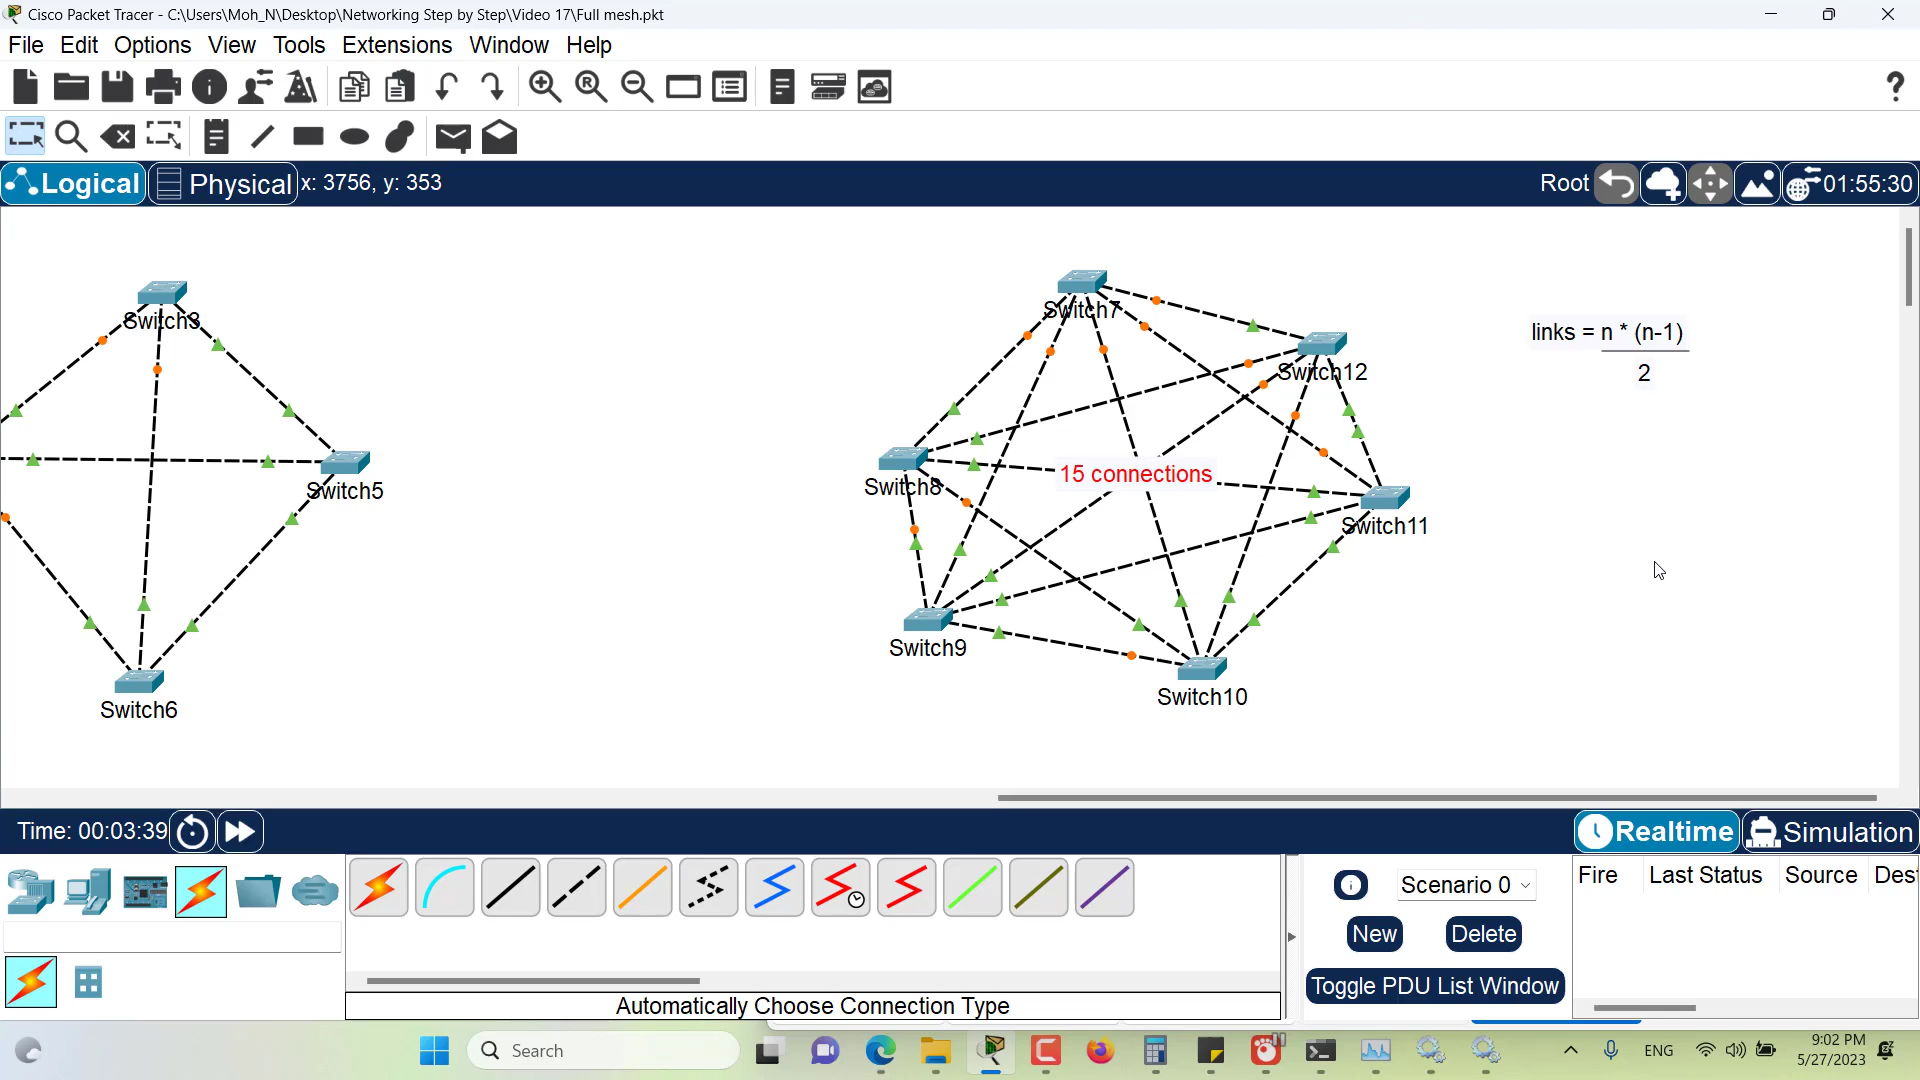 Cisco Packet Tracer - C:\Users\Moh_N\Desktop\Networking Step by Step\Video 17\Full mesh.pkt
File Edit Options View Tools Extensions Window Help
Logical Physical x: 3756, y: 353 Root 01:55:30
Switch3
Switch5
Switch6
Switch7
Switch12
15 connections
Switch8
Switch11
Switch9
Switch10
links = n * (n-1)
2
Time: 00:03:39 Realtime Simulation
Scenario 0
New Delete
Toggle PDU List Window
Fire Last Status Source Dest
Automatically Choose Connection Type
Search
ENG
9:02 PM
5/27/2023